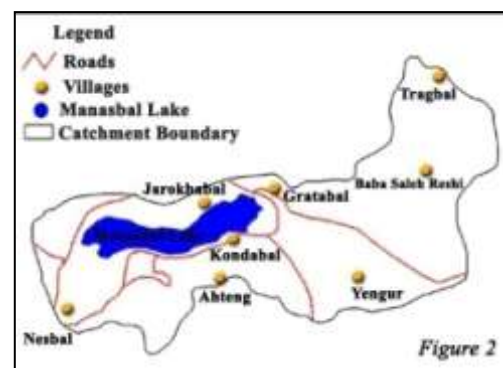 Legend
Roads
Villages
Manasbal Lake
Catchment Boundary
Tragbal
Baba Saleh Reshi
Jarokhabal
Gratabal
Kondabal
Ahteng
Yengur
Nesbal
Figure 2